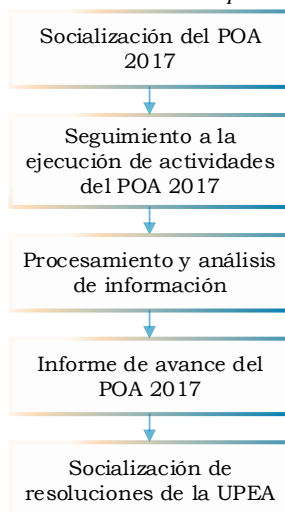 Socialización del POA
2017
Seguimiento a la
ejecución de actividades
del POA 2017
Procesamiento y análisis
de información
Informe de avance del
POA 2017
Socialización de
resoluciones de la UPEA